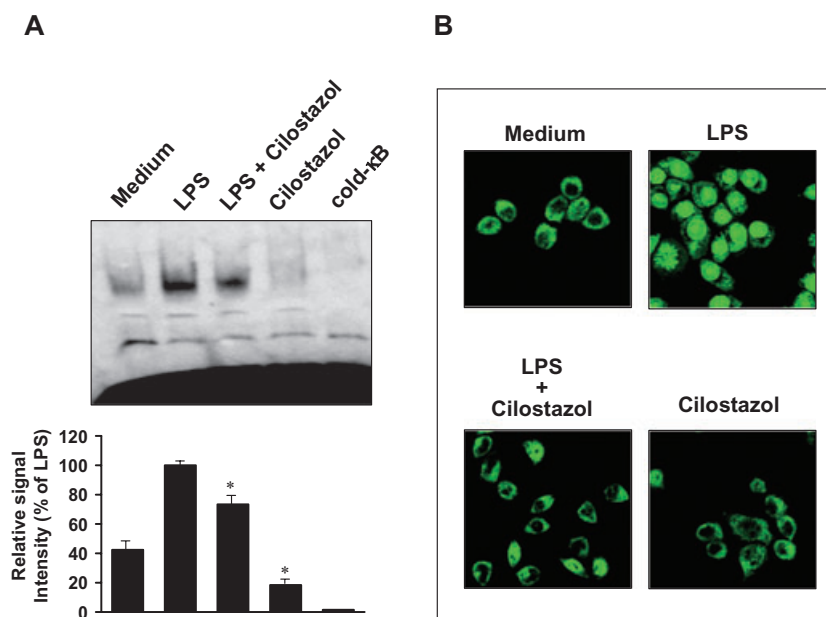 A
Medium
LPS
LPS + Cilostazol
Cilostazol
cold-κB
Relative signal
Intensity (% of LPS)
120
100
80
60
40
20
0
*
*
B
Medium
LPS
LPS
+
Cilostazol
Cilostazol